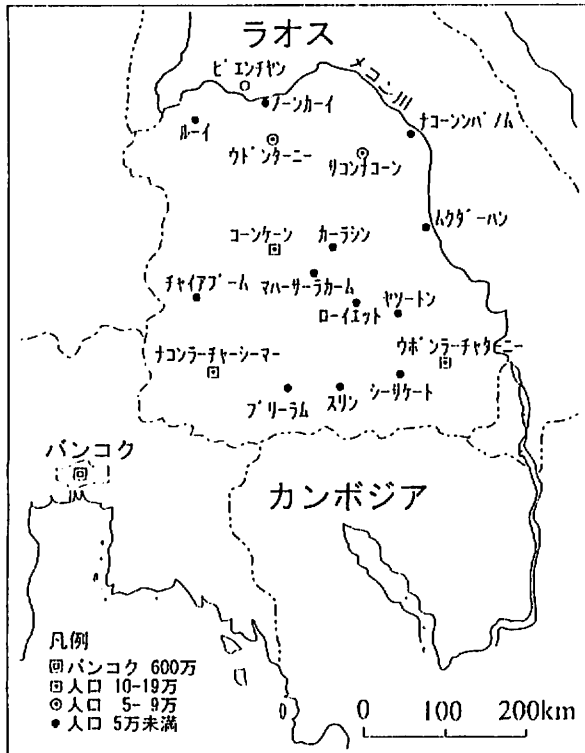 ラオス
ビエンチャン
メコン川
ノーンカーイ
ルーイ
ナコーンパノム
ウドンターニー
サコンナコーン
ムクダーハン
コーンケーン
カーラシン
マハーサーラカーム
チャイアプーム
ローイエット
ヤソートン
ナコンラーチャーシーマー
ウボンラーチャタニー
シーサケート
ブリーラム
スリン
バンコク
カンボジア
凡例
回バンコク 600万
人口 10-19万
人口 5-9万
人口 5万未満
0 100 200km